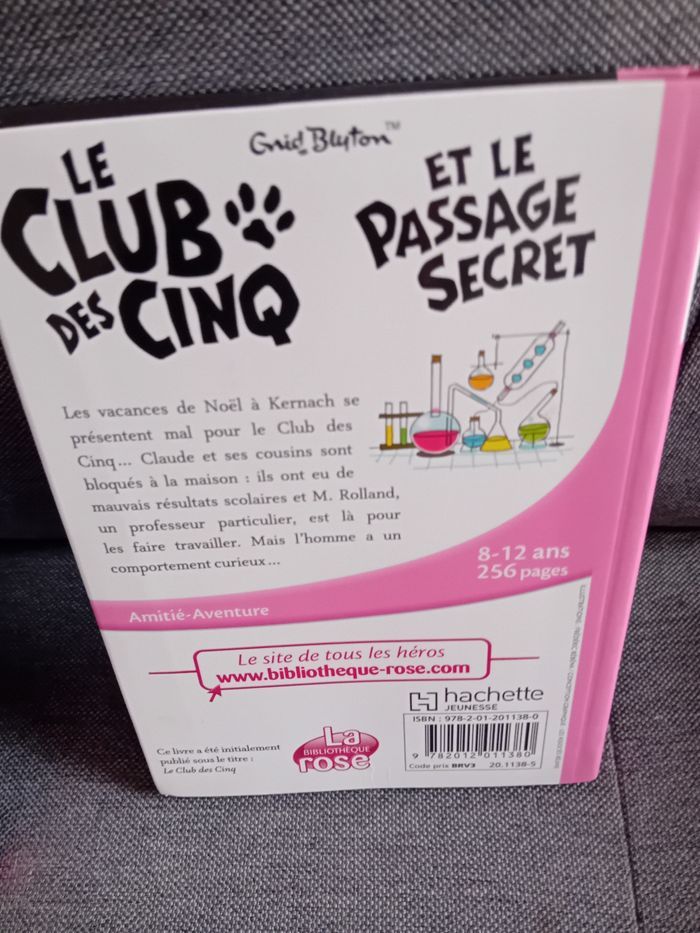 Enid Blyton™
LE
CLUB
DES CINQ
ET LE
PASSAGE
SECRET
Les vacances de Noël à Kernach se
présentent mal pour le Club des
Cinq... Claude et ses cousins sont
bloqués à la maison : ils ont eu de
mauvais résultats scolaires et M. Rolland,
un professeur particulier, est là pour
les faire travailler. Mais l'homme a un
comportement curieux...
8-12 ans
256 pages
Amitié-Aventure
Le site de tous les héros
www.bibliotheque-rose.com
hachette
JEUNESSE
ISBN : 978-2-01-201138-0
9 782012 011380
Code prix BRV3 20.1138-5
La
BIBLIOTHÈQUE
rose
Ce livre a été initialement
publié sous le titre :
Le Club des Cinq